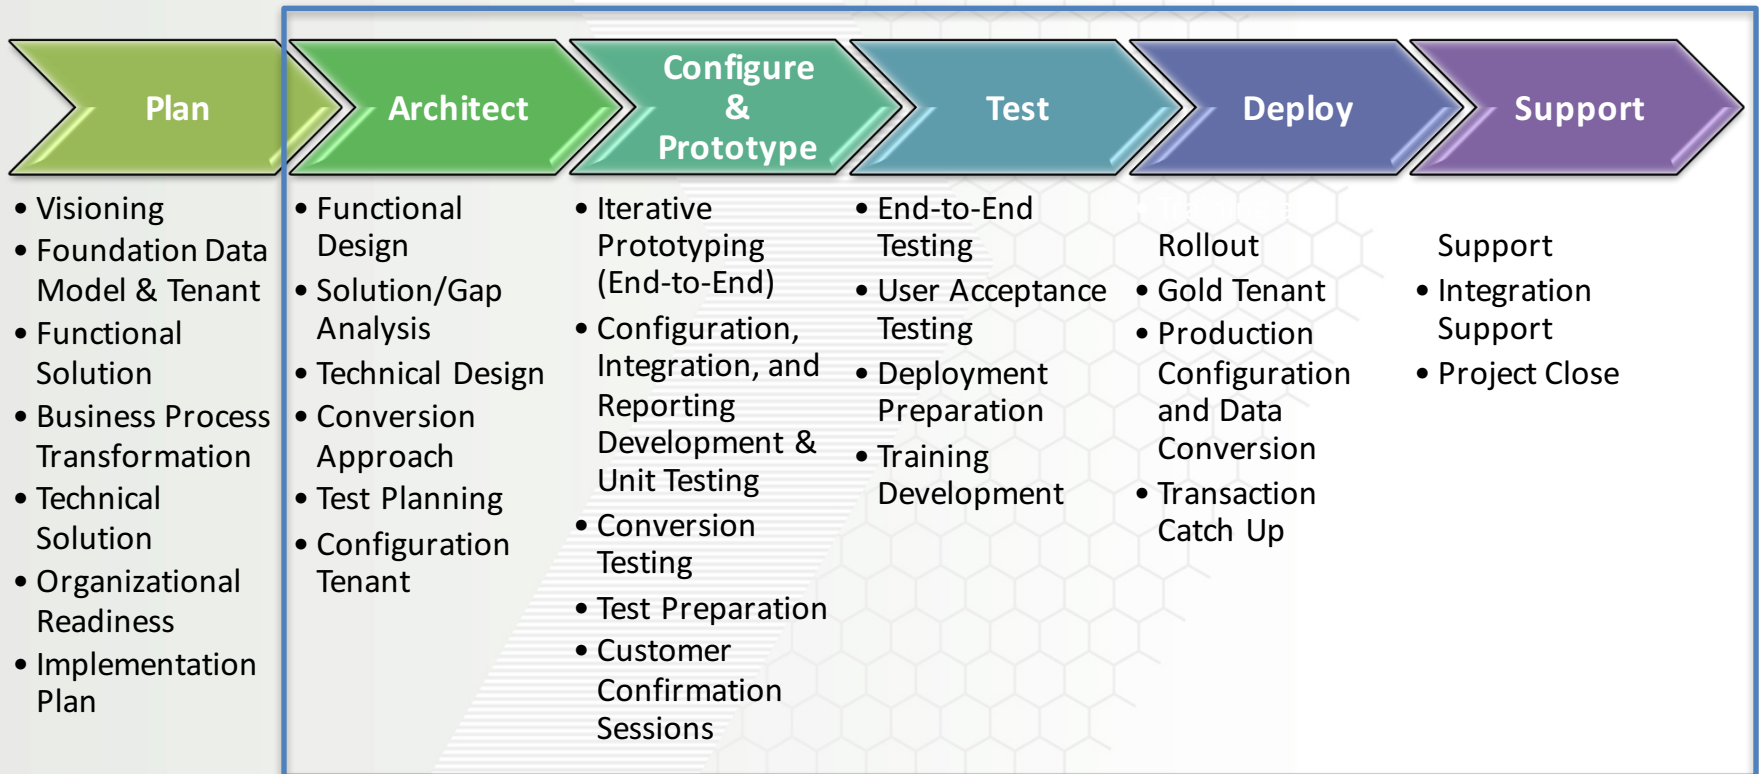 Plan
Architect
Configure
&
Prototype
Test
Deploy
Support
• Visioning
• Foundation Data
Model & Tenant
• Functional
Solution
• Business Process
Transformation
• Technical
Solution
• Organizational
Readiness
• Implementation
Plan
• Functional
Design
• Solution/Gap
Analysis
• Technical Design
• Conversion
Approach
• Test Planning
• Configuration
Tenant
• Iterative
Prototyping
(End-to-End)
• Configuration,
Integration, and
Reporting
Development &
Unit Testing
• Conversion
Testing
• Test Preparation
• Customer
Confirmation
Sessions
• End-to-End
Testing
• User Acceptance
Testing
• Deployment
Preparation
• Training
Development
Rollout
• Gold Tenant
• Production
Configuration
and Data
Conversion
• Transaction
Catch Up
Support
• Integration
Support
• Project Close